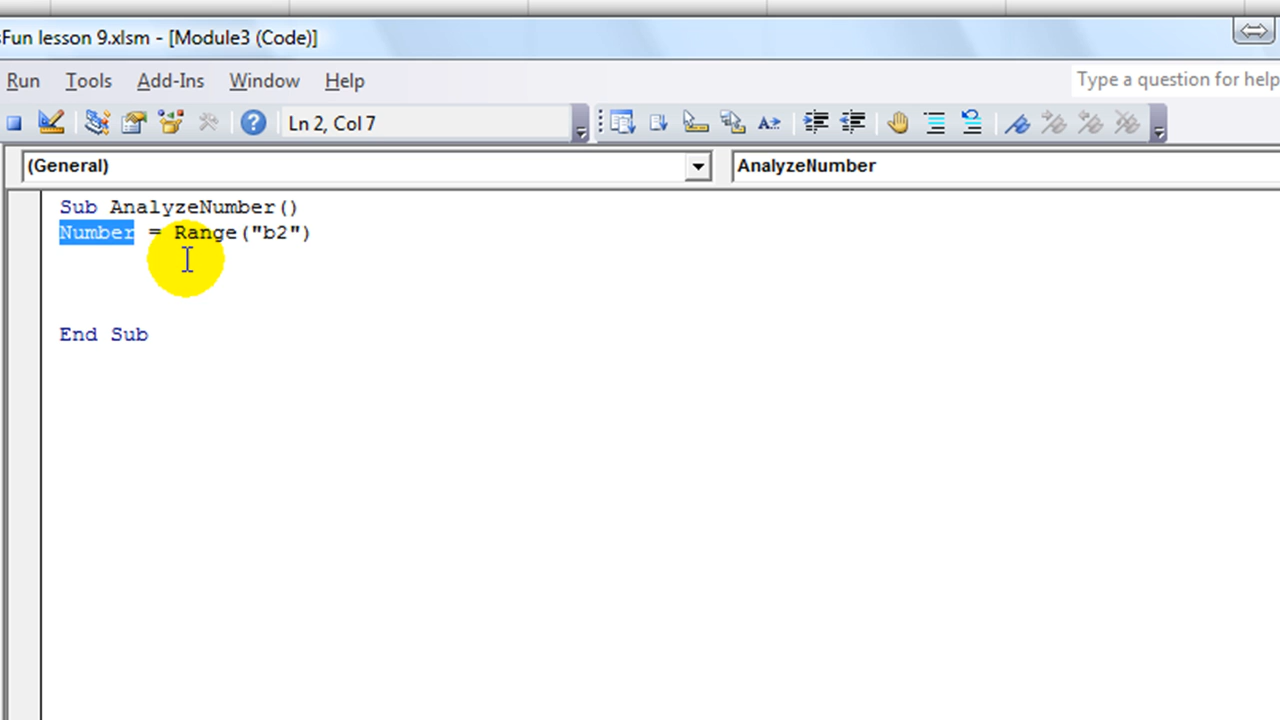 sFun lesson 9.xlsm - [Module3 (Code)]
Run Tools Add-Ins Window Help Type a question for help
Ln 2, Col 7
(General) AnalyzeNumber
Sub AnalyzeNumber()
Number = Range("b2")
End Sub